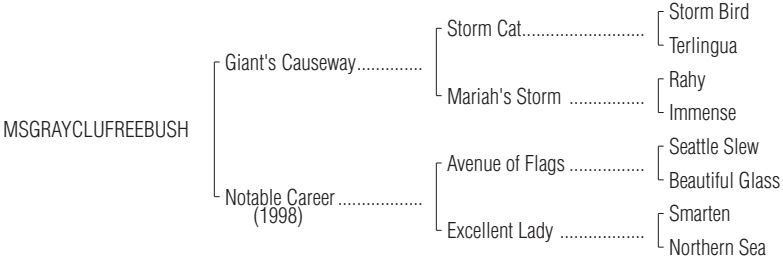 Storm Bird
Storm Cat........................
Terlingua
Giant's Causeway..............
Rahy
Mariah's Storm ...............
Immense
MSGRAYCLUFREEBUSH
Seattle Slew
Avenue of Flags ...............
Beautiful Glass
Notable Career .................
(1998)
Smarten
Excellent Lady .................
Northern Sea